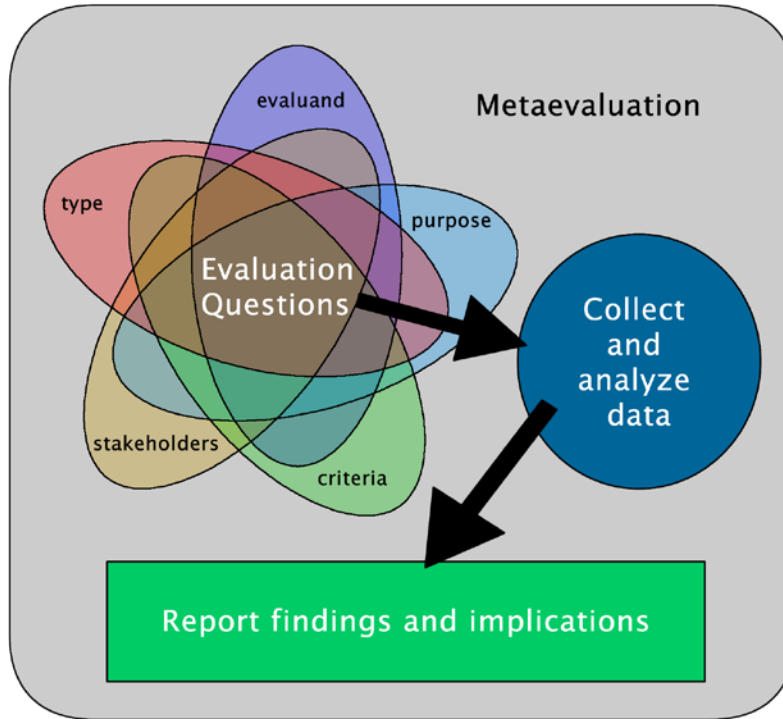 evaluand
Metaevaluation
type
purpose
Evaluation
Questions
Collect
and
analyze
data
stakeholders
criteria
Report findings and implications